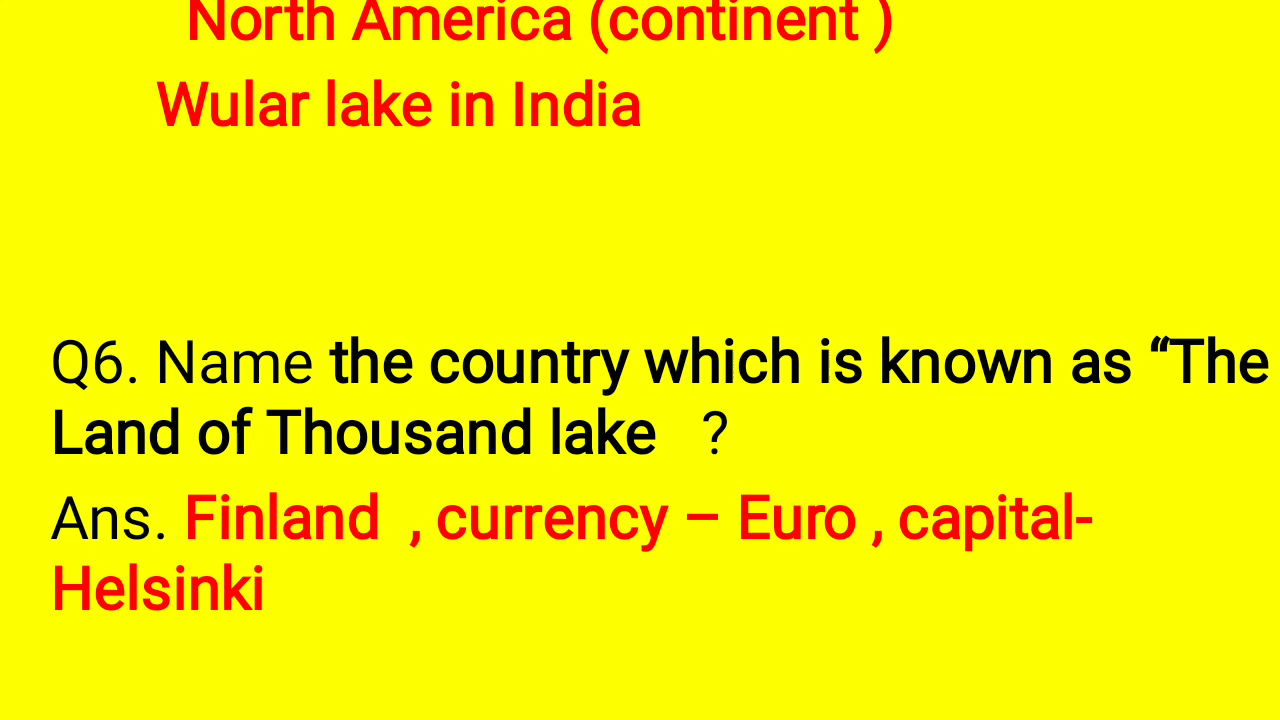 North America (continent )
Wular lake in India
Q6. Name the country which is known as “The
Land of Thousand lake ?
Ans. Finland , currency – Euro , capital-
Helsinki